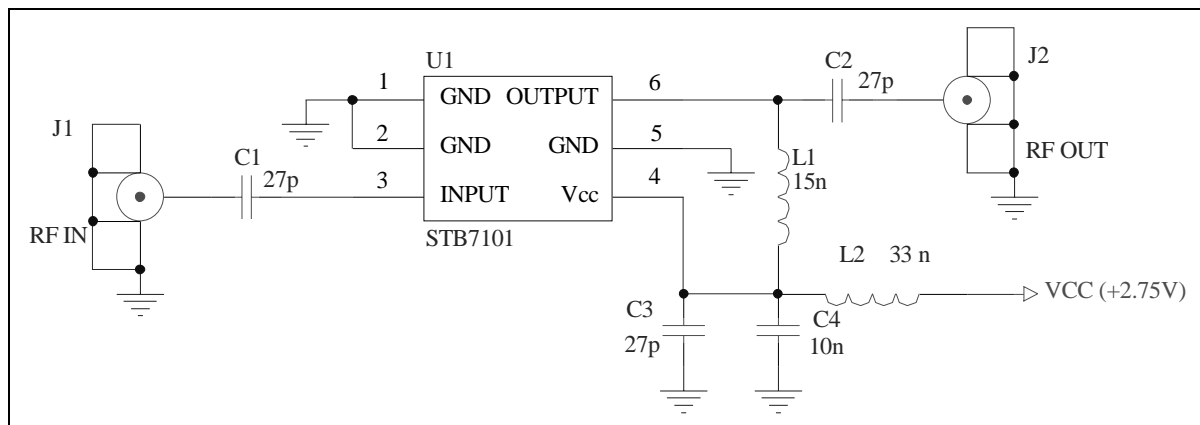 U1
C2
J2
1
GND
OUTPUT
6
27p
J1
2
GND
GND
5
RF OUT
C1
27p
3
INPUT
Vcc
4
L1
15n
RF IN
STB7101
L2
33 n
VCC (+2.75V)
C3
27p
C4
10n